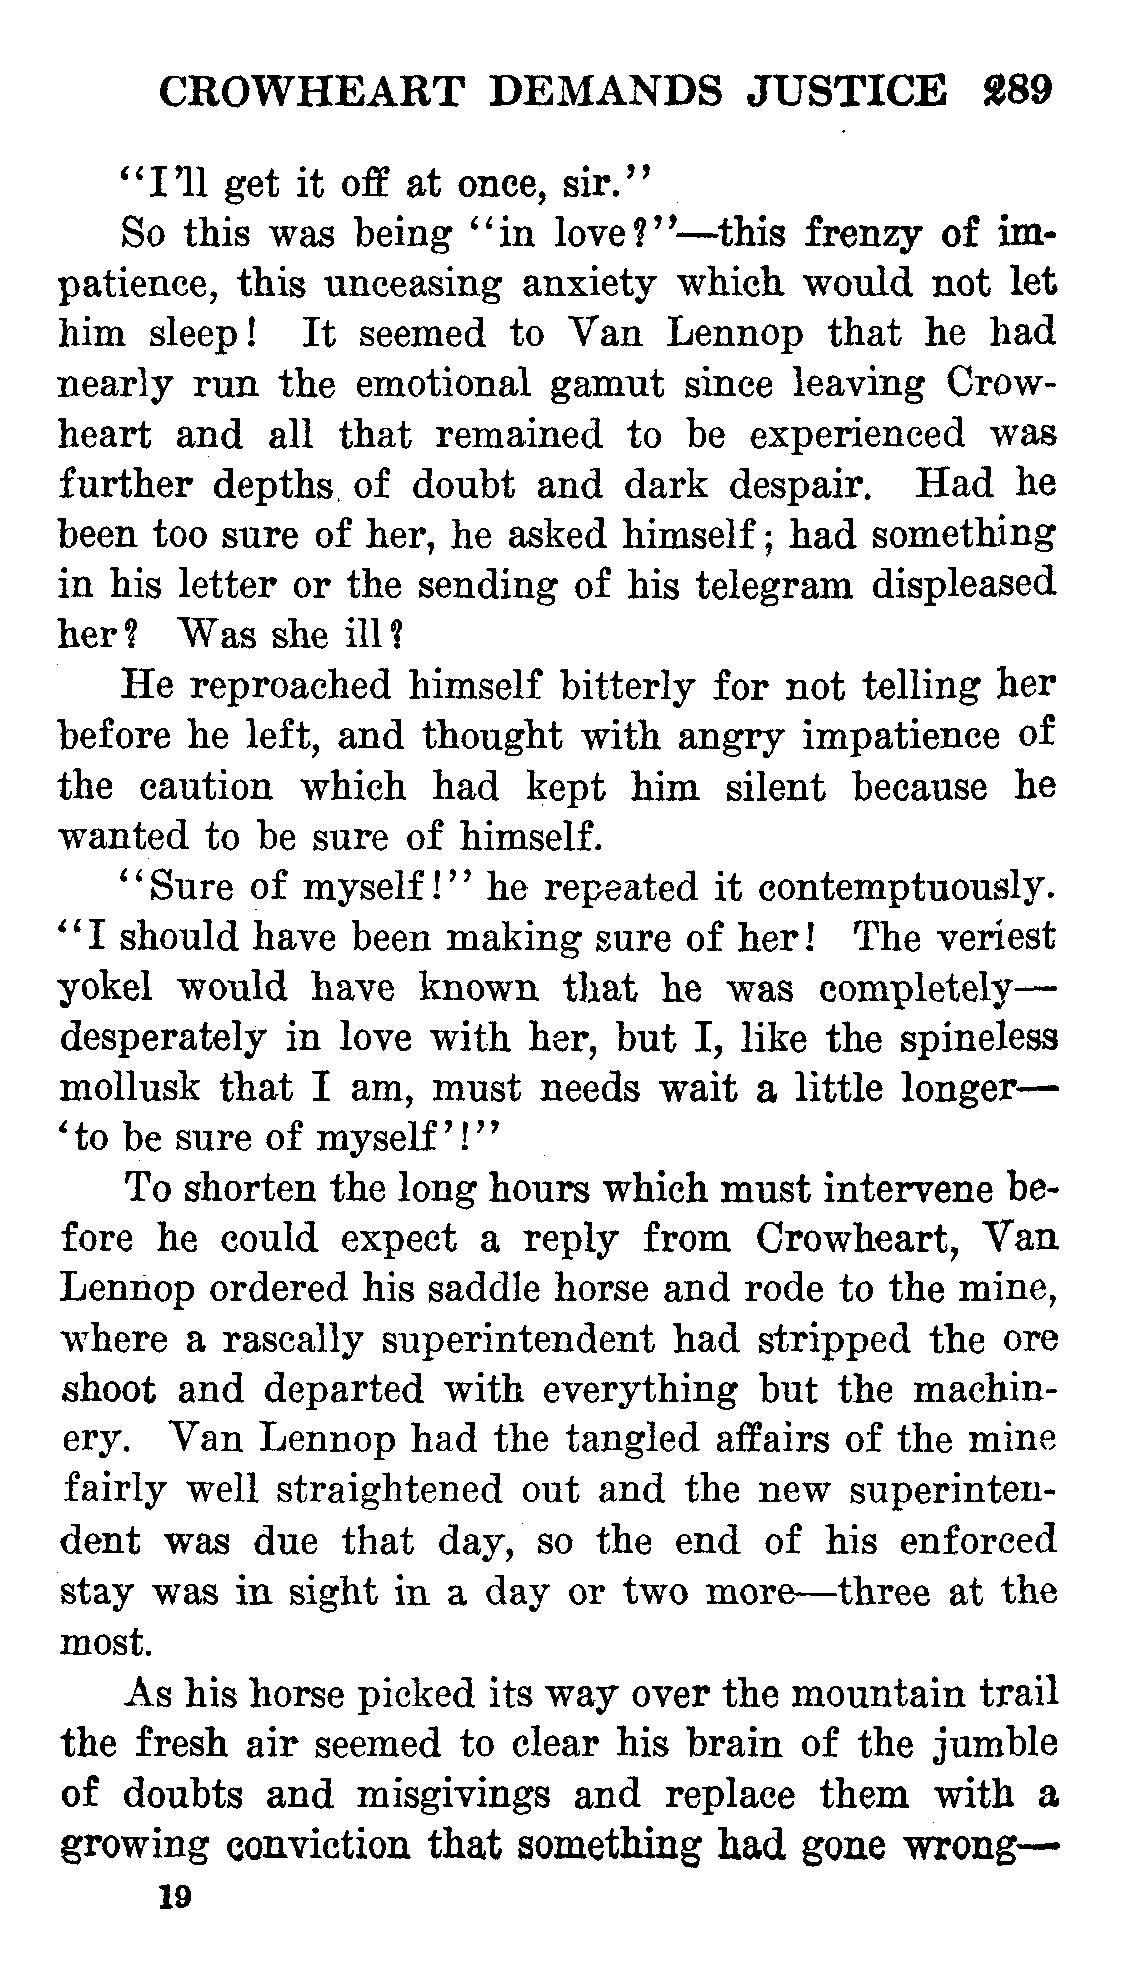 CROWHEART DEMANDS JUSTICE 289
"I'll get it off at once, sir."
So this was being "in love?"—this frenzy of im-
patience, this unceasing anxiety which would not let
him sleep! It seemed to Van Lennop that he had
nearly run the emotional gamut since leaving Crow-
heart and all that remained to be experienced was
further depths of doubt and dark despair. Had he
been too sure of her, he asked himself; had something
in his letter or the sending of his telegram displeased
her? Was she ill?
He reproached himself bitterly for not telling her
before he left, and thought with angry impatience of
the caution which had kept him silent because he
wanted to be sure of himself.
"Sure of myself!" he repeated it contemptuously.
"I should have been making sure of her! The veriest
yokel would have known that he was completely—
desperately in love with her, but I, like the spineless
mollusk that I am, must needs wait a little longer—
'to be sure of myself'!"
To shorten the long hours which must intervene be-
fore he could expect a reply from Crowheart, Van
Lennop ordered his saddle horse and rode to the mine,
where a rascally superintendent had stripped the ore
shoot and departed with everything but the machin-
ery. Van Lennop had the tangled affairs of the mine
fairly well straightened out and the new superinten-
dent was due that day, so the end of his enforced
stay was in sight in a day or two more—three at the
most.
As his horse picked its way over the mountain trail
the fresh air seemed to clear his brain of the jumble
of doubts and misgivings and replace them with a
growing conviction that something had gone wrong—
19